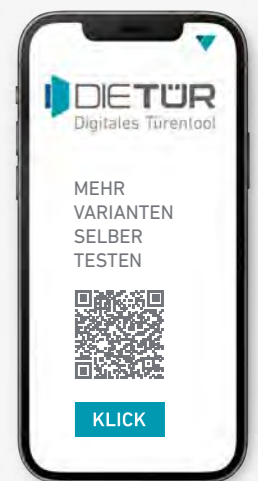 DIETÜR
Digitales Türentool
MEHR
VARIANTEN
SELBER
TESTEN
KLICK